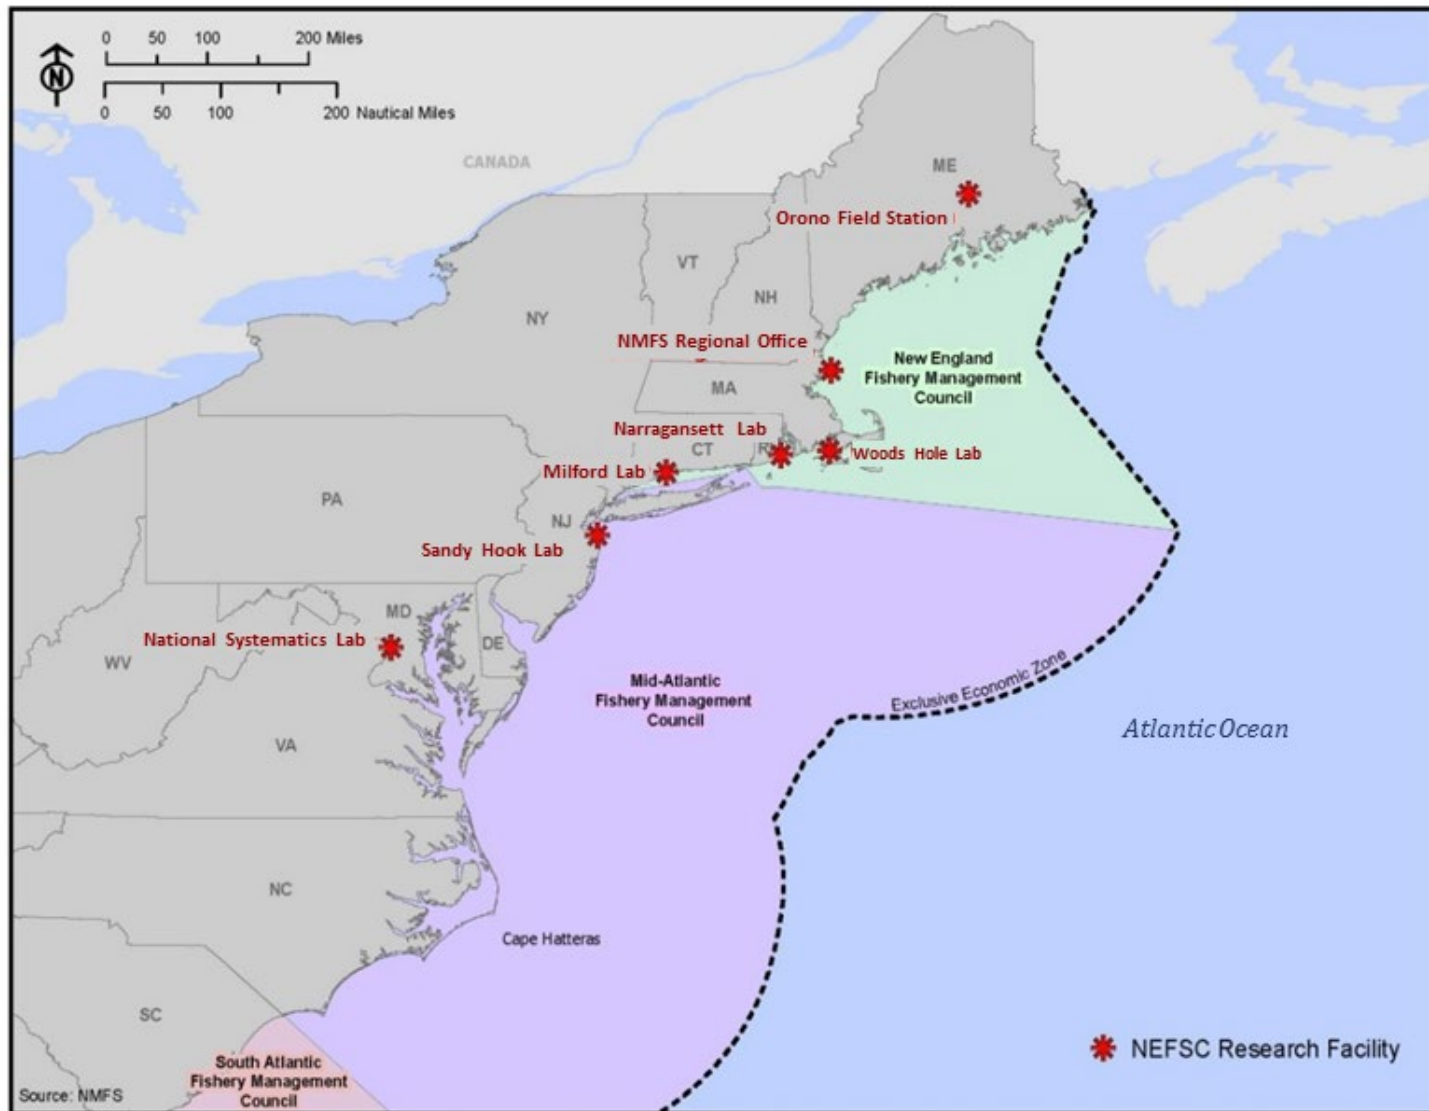 0 50 100 200 Miles
N
0 50 100 200 Nautical Miles
CANADA
ME
Orono Field Station
VT
NH
NY
NMFS Regional Office
New England
Fishery Management
Council
MA
Narragansett Lab
CT
Woods Hole Lab
Milford Lab
PA
NJ
Sandy Hook Lab
MD
National Systematics Lab
DE
WV
Mid-Atlantic
Fishery Management
Council
Exclusive Economic Zone
Atlantic Ocean
VA
NC
Cape Hatteras
SC
NEFSC Research Facility
South Atlantic
Fishery Management
Council
Source: NMFS